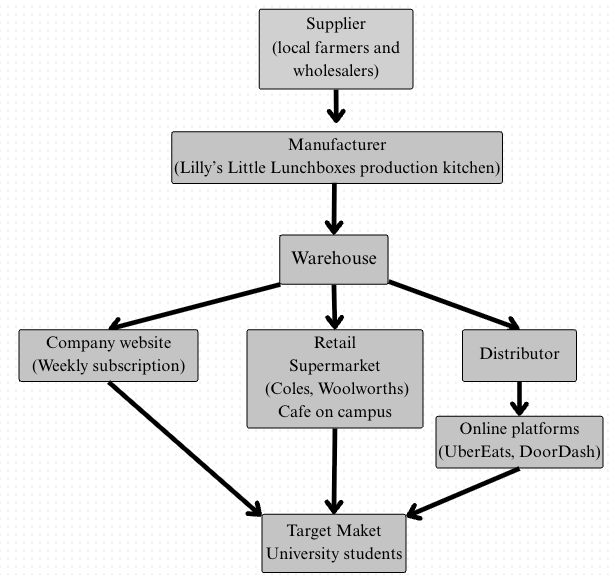 Supplier
(local farmers and
wholesalers)
Manufacturer
(Lilly's Little Lunchboxes production kitchen)
Warehouse
Company website
(Weekly subscription)
Retail
Supermarket
(Coles, Woolworths)
Cafe on campus
Distributor
Online platforms
(UberEats, DoorDash)
Target Maket
University students